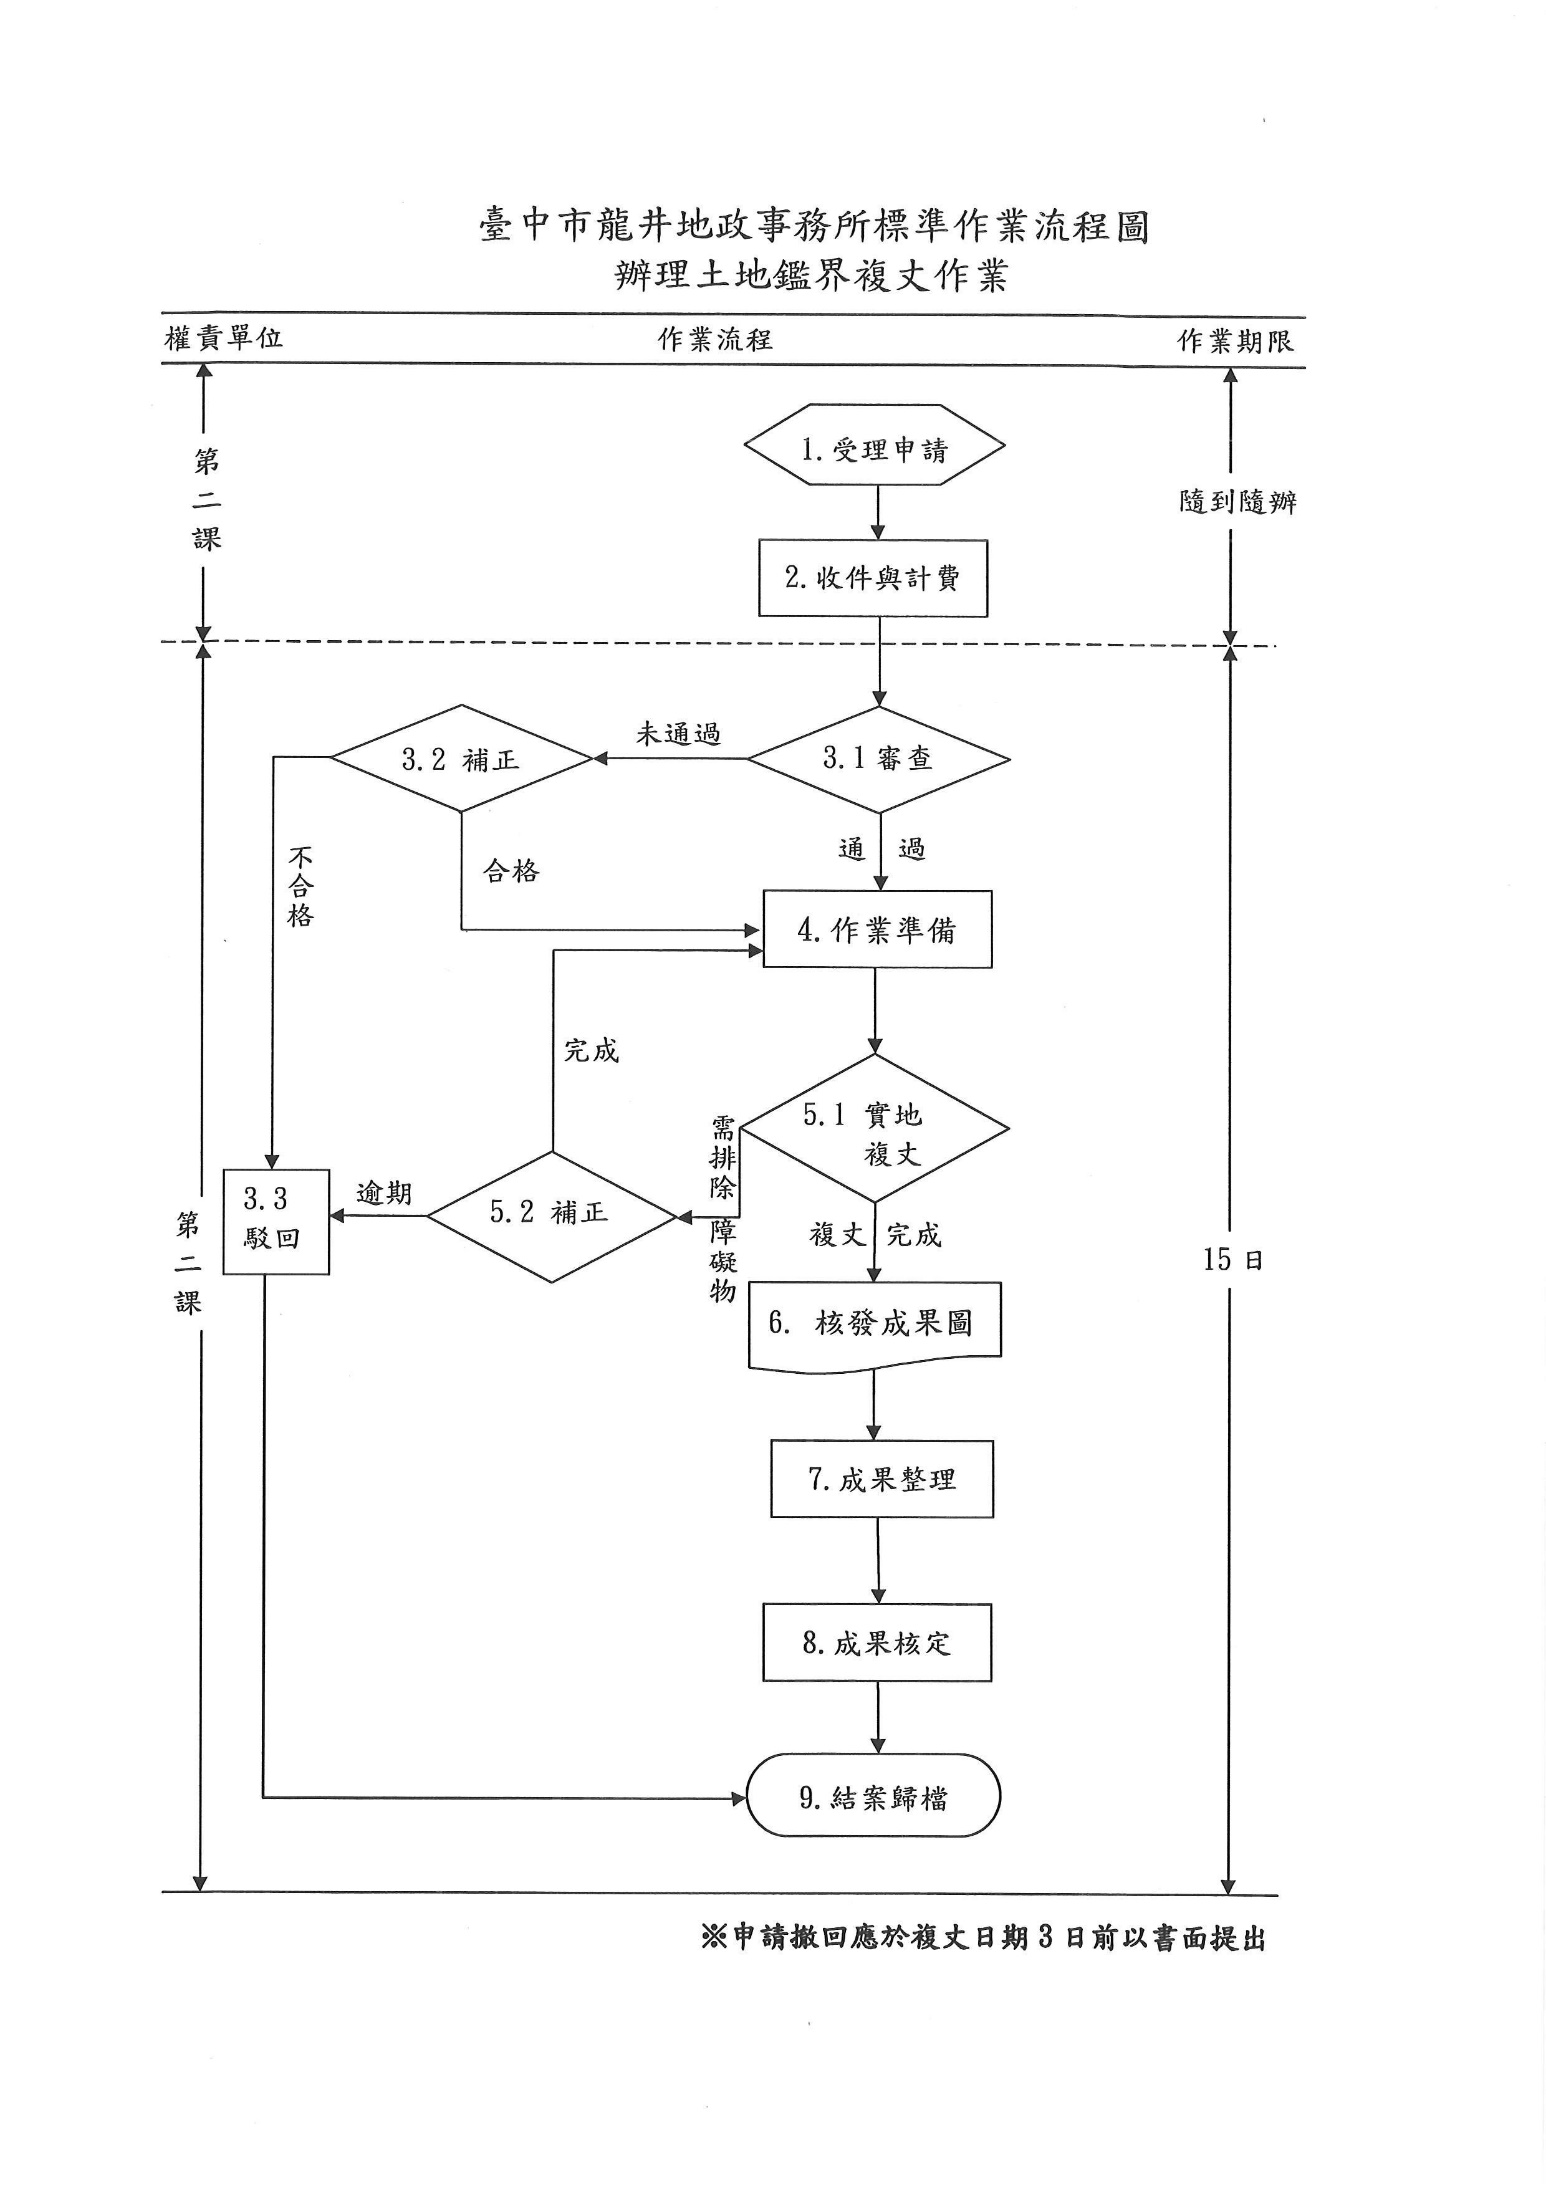 臺中市龍井地政事務所標準作業流程圖
辦理土地鑑界複丈作業
權責單位 作業流程 作業期限
第二課
1.受理申請
隨到隨辦
2.收件與計費
3.2 補正
未通過
3.1審查
不合格
合格
通過
4.作業準備
完成
5.1 實地
複丈
需排除障礙物
3.3
駁回
逾期
5.2 補正
第二課
複丈完成
15日
6. 核發成果圖
7.成果整理
8.成果核定
9.結案歸檔
※申請撤回應於複丈日期3日前以書面提出